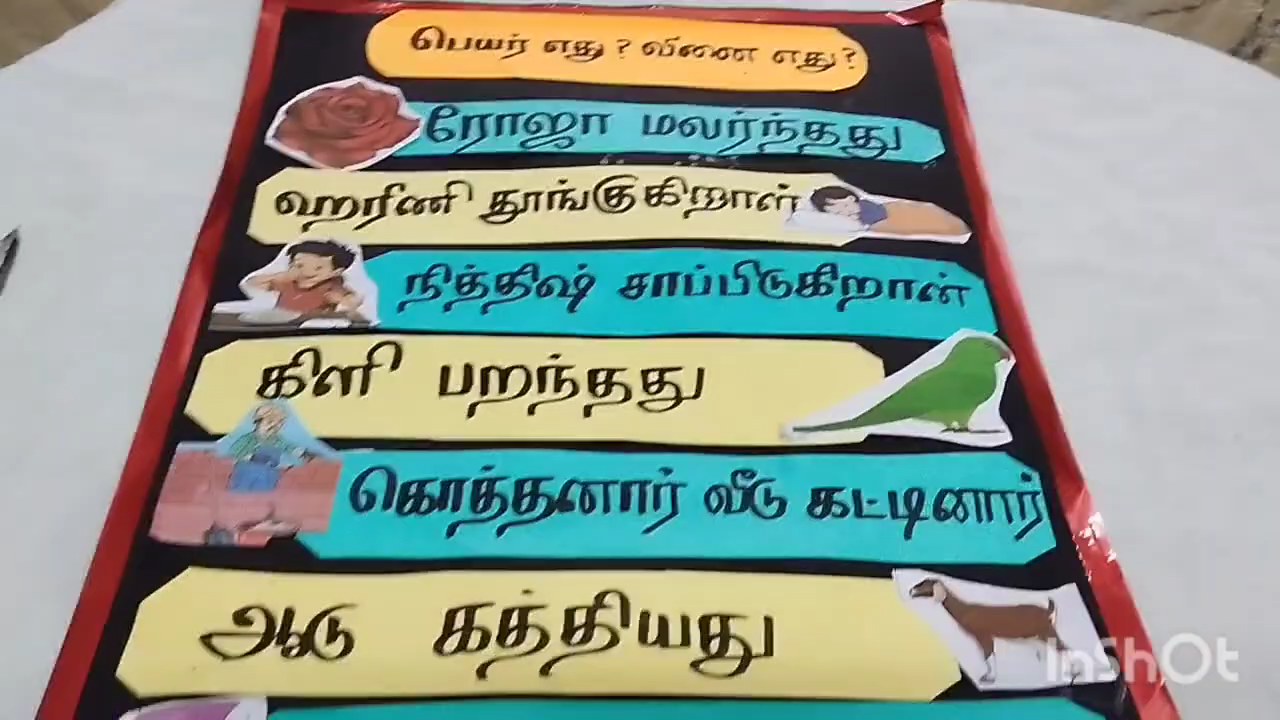 பெயர் எது ? வினை எது?
ரோஜா மலர்ந்தது
ஹரிணி தூங்குகிறாள்
நித்திஷ் சாப்பிடுகிறான்
கிளி பறந்தது
கொத்தனார் வீடு கட்டினார்
ஆடு கத்தியது
InShOt